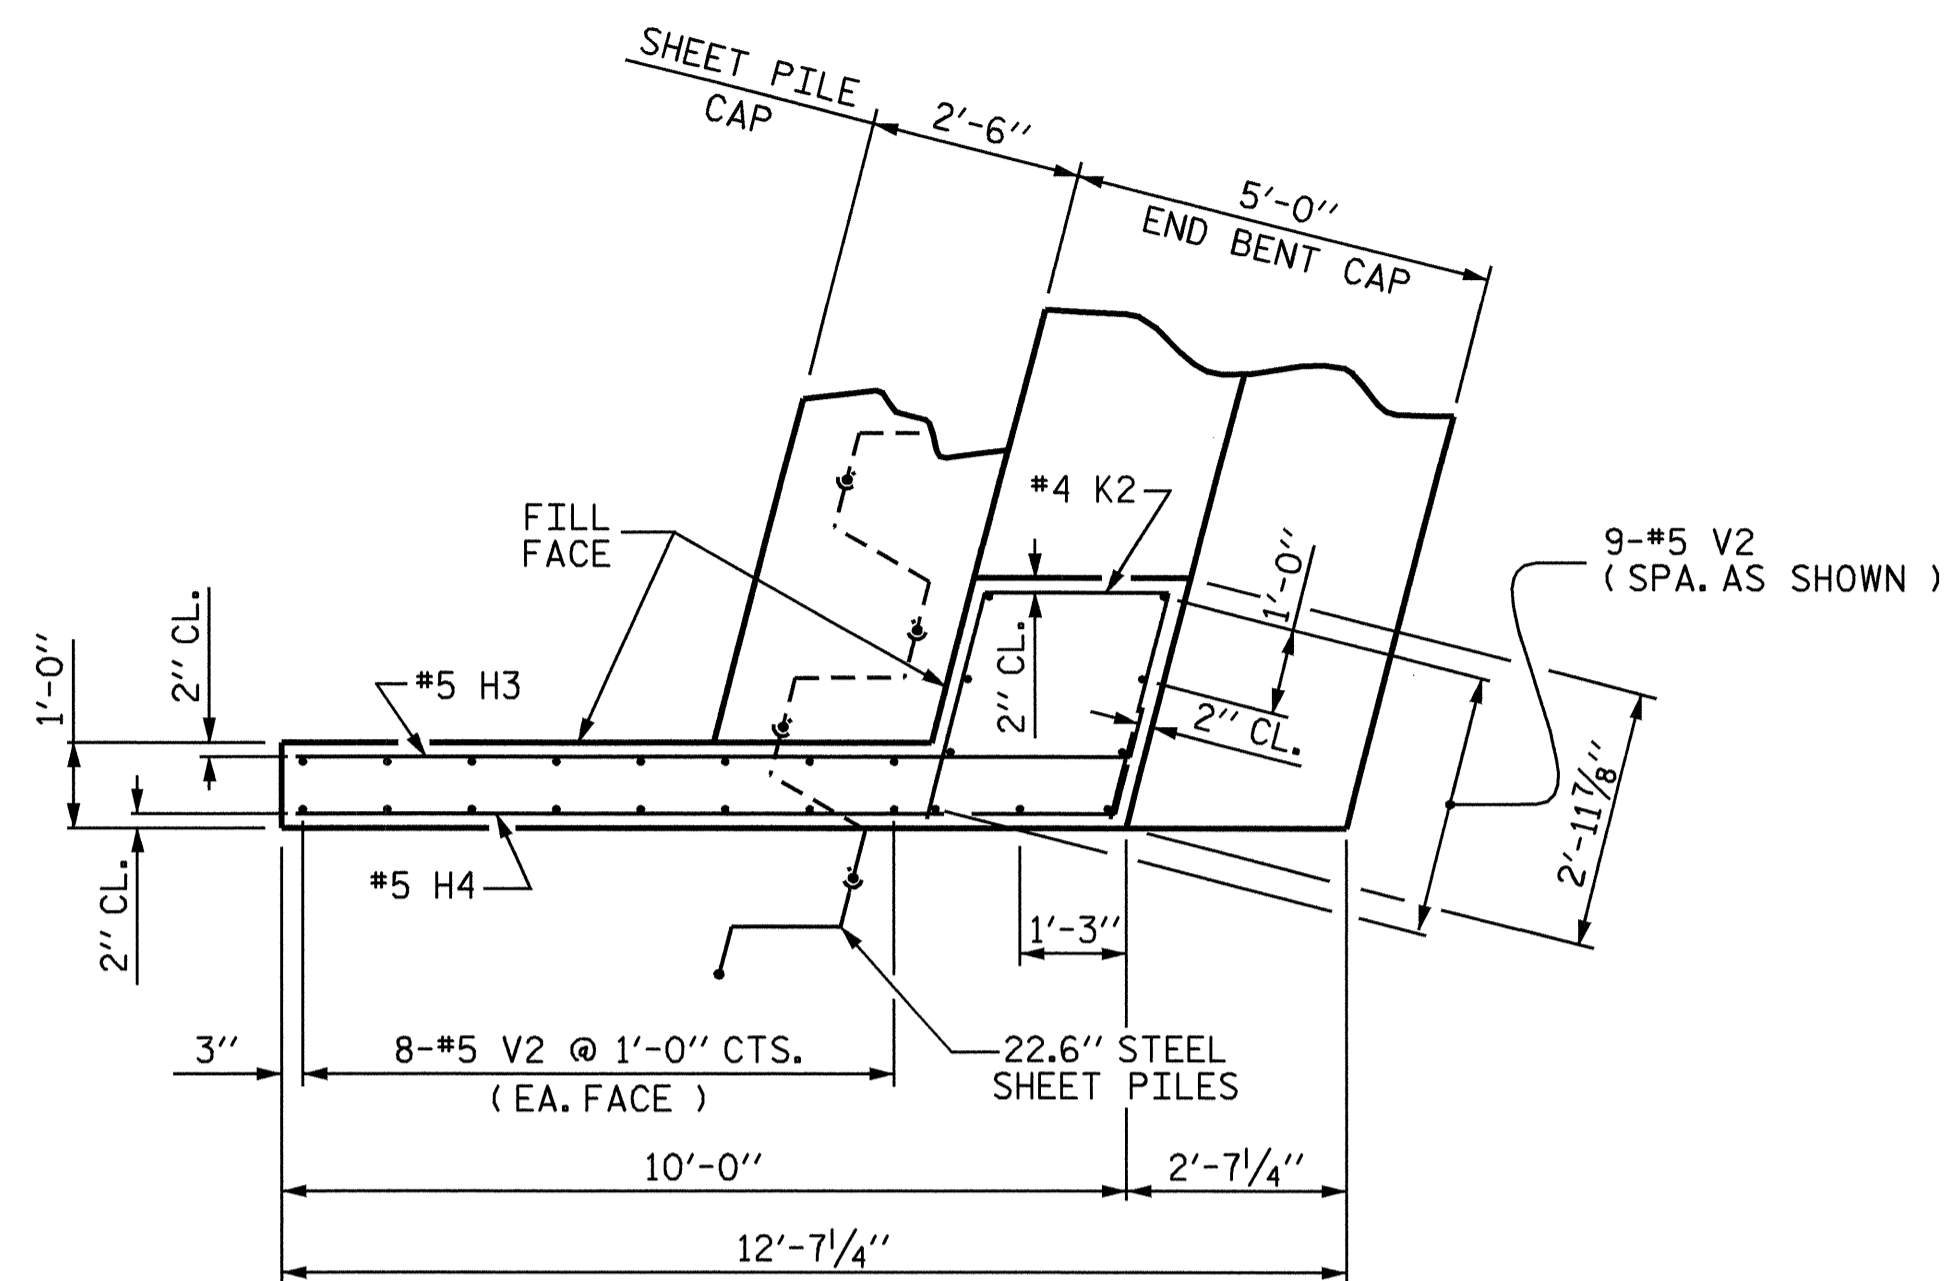 SHEET PILE
CAP
2'-6"
5'-0"
END BENT CAP
#4 K2
FILL
FACE
1'-0"
9-#5 V2
( SPA. AS SHOWN )
2" CL.
1'-0"
#5 H3
2" CL.
2" CL.
2'-11 7/8"
#5 H4
2" CL.
1'-3"
3"
8-#5 V2 @ 1'-0" CTS.
( EA. FACE )
22.6" STEEL
SHEET PILES
10'-0"
2'-7 1/4"
12'-7 1/4"